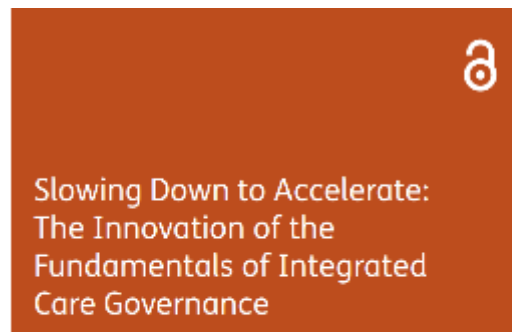 Slowing Down to Accelerate:
The Innovation of the
Fundamentals of Integrated
Care Governance